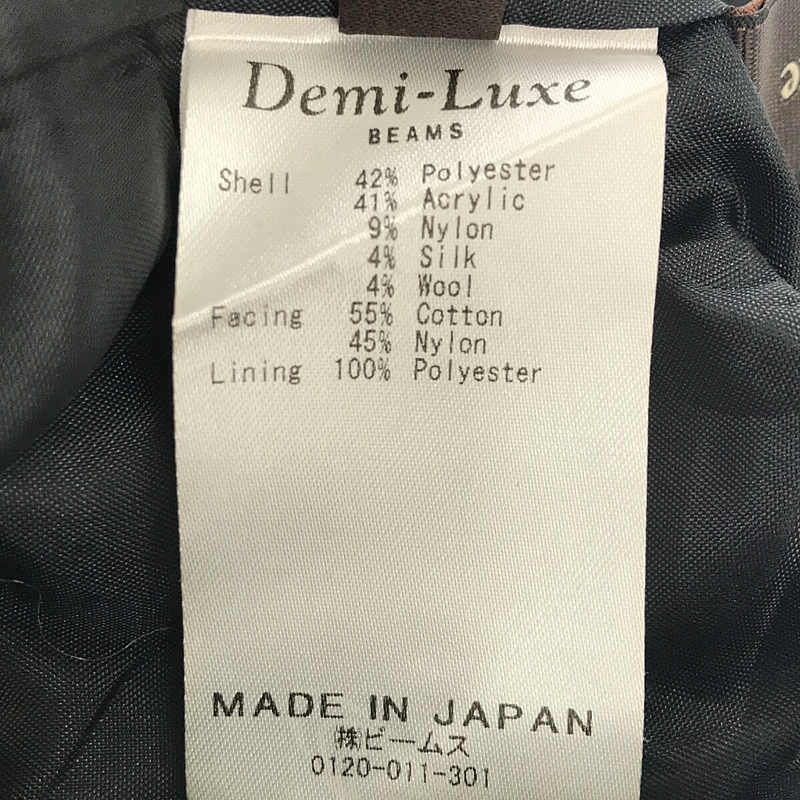 Demi-Luxe
BEAMS
Shell 42% Polyester
41% Acrylic
9% Nylon
4% Silk
4% Wool
Facing 55% Cotton
45% Nylon
Lining 100% Polyester
MADE IN JAPAN
㈱ビームス
0120-011-301